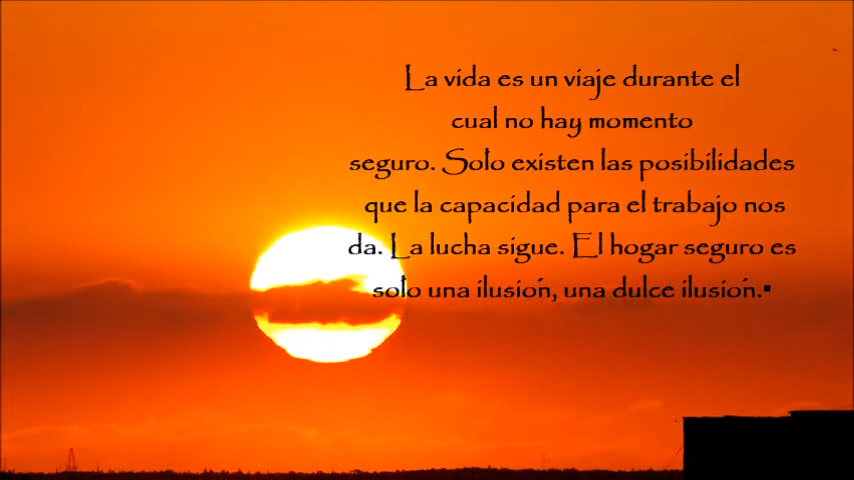 La vida es un viaje durante el
cual no hay momento
seguro. Solo existen las posibilidades
que la capacidad para el trabajo nos
da. La lucha sigue. El hogar seguro es
solo una ilusión, una dulce ilusión.▪